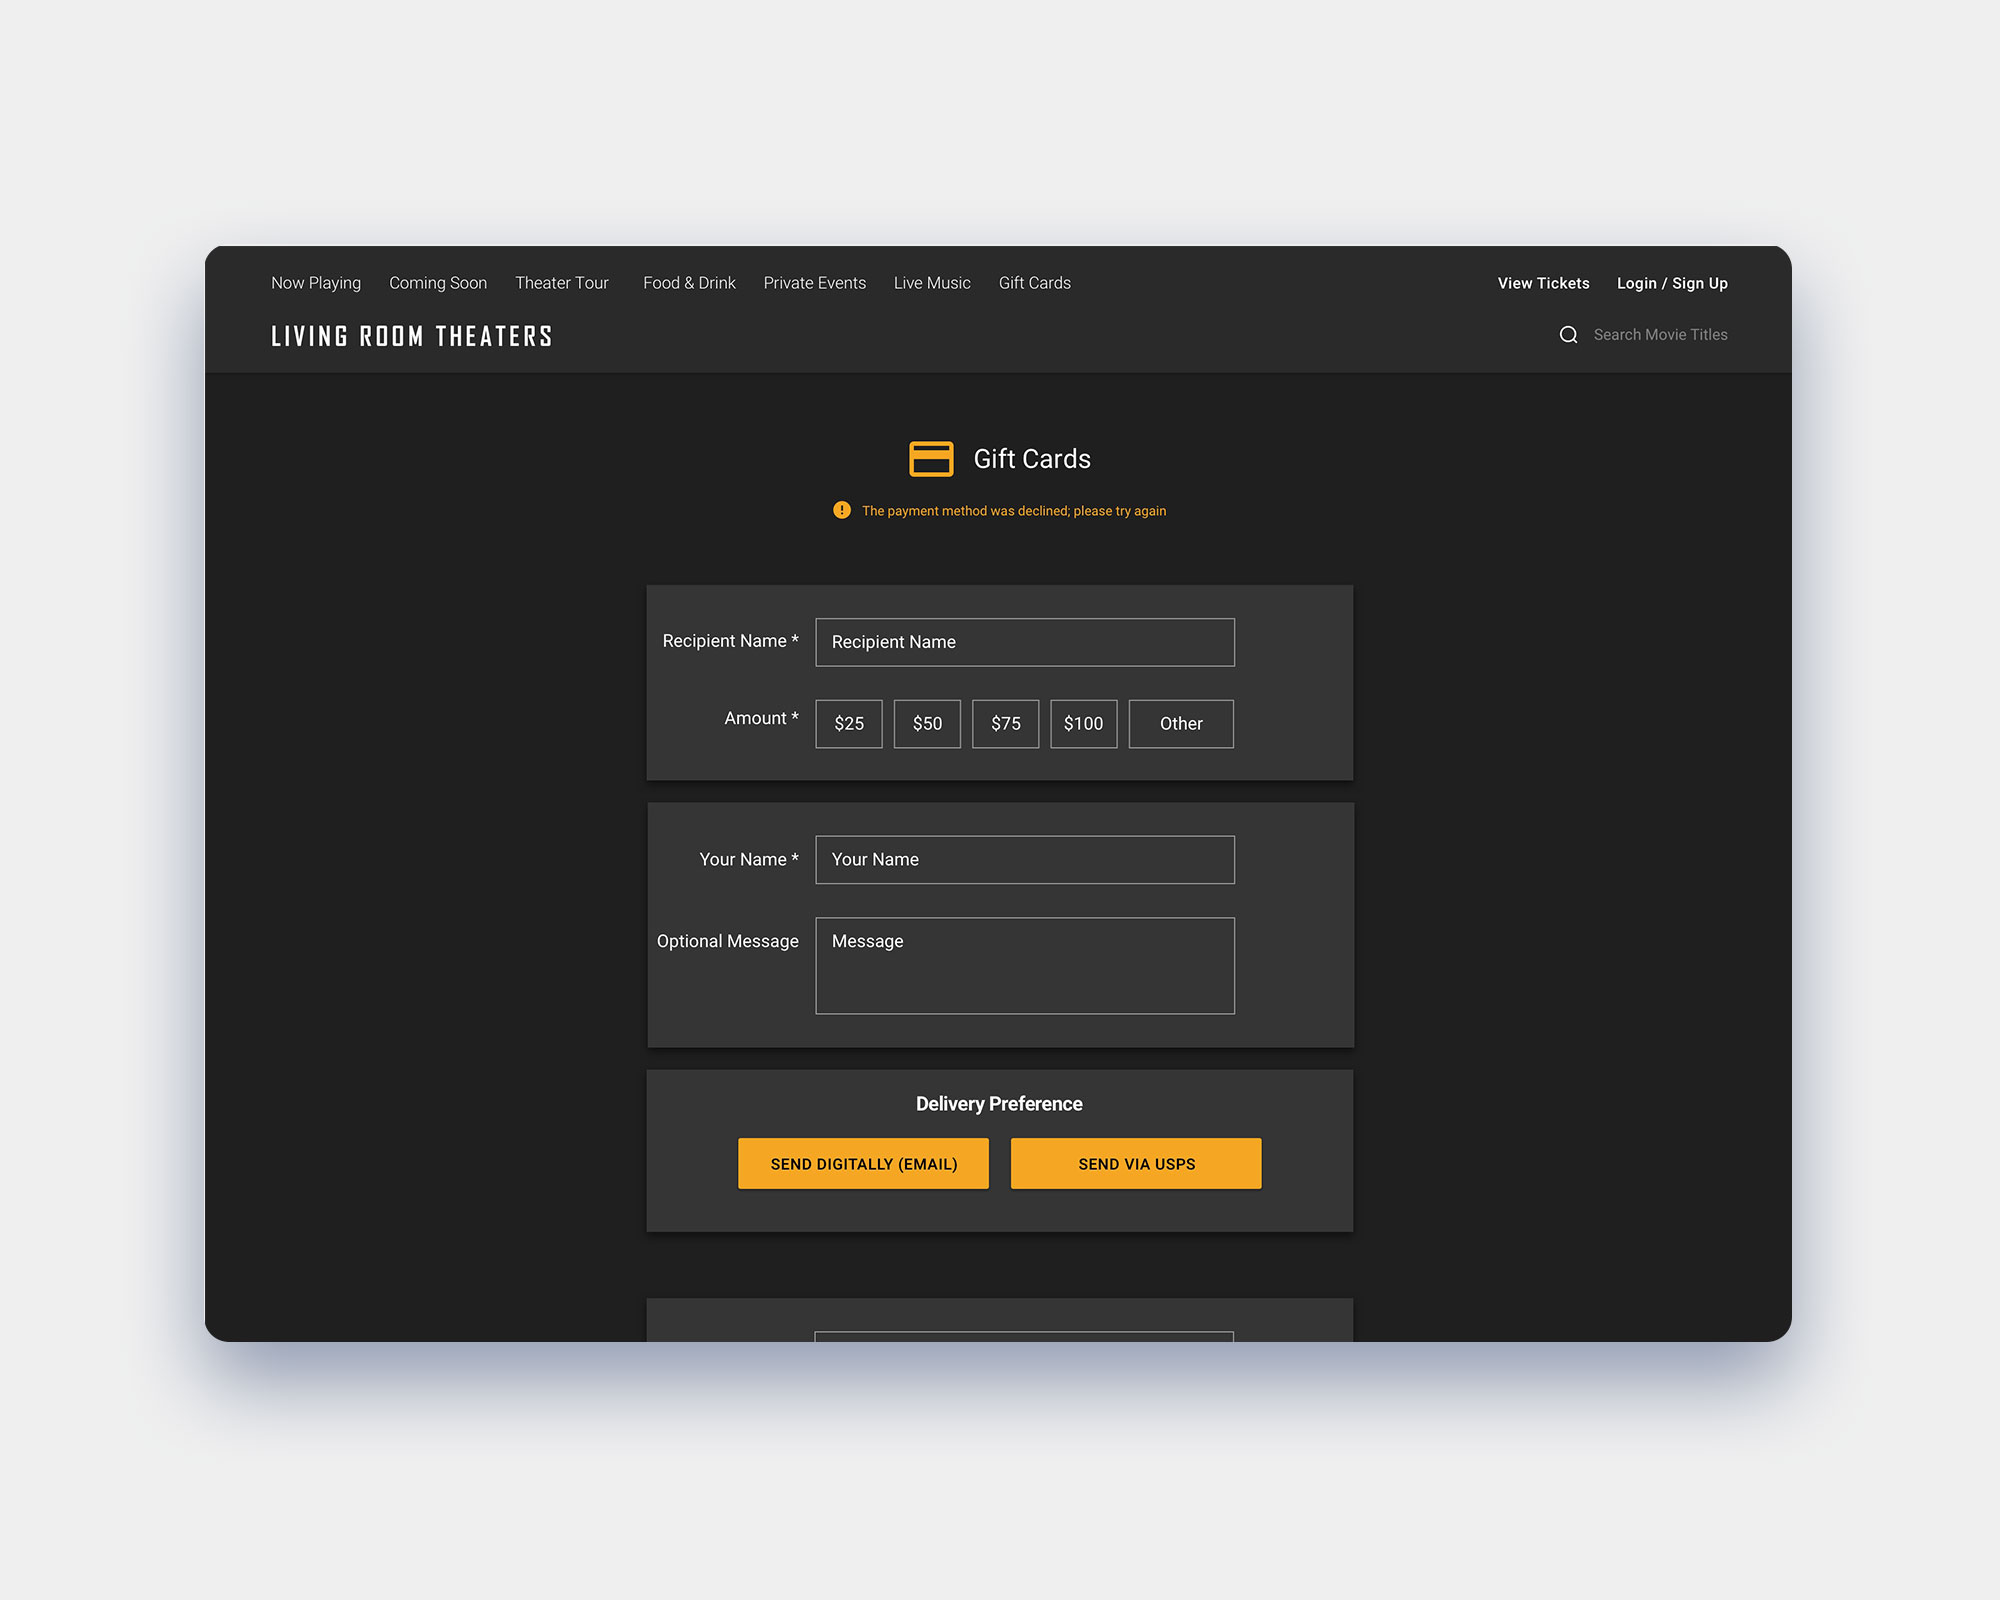 Now Playing Coming Soon Theater Tour Food & Drink Private Events Live Music Gift Cards View Tickets Login / Sign Up
LIVING ROOM THEATERS Search Movie Titles
Gift Cards
The payment method was declined; please try again
Recipient Name * Recipient Name
Amount * $25 $50 $75 $100 Other
Your Name * Your Name
Optional Message Message
Delivery Preference
SEND DIGITALLY (EMAIL) SEND VIA USPS